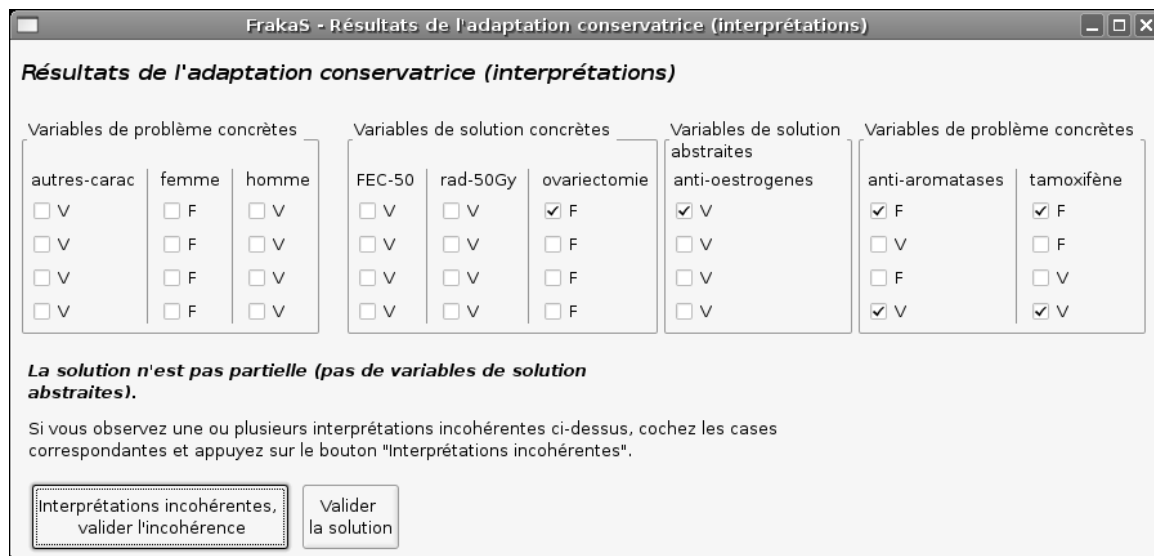 FrakaS - Résultats de l'adaptation conservatrice (interprétations)
Résultats de l'adaptation conservatrice (interprétations)
Variables de problème concrètes
autres-carac femme homme
V F V
V F V
V F V
V F V
Variables de solution concrètes
FEC-50 rad-50Gy ovariectomie
V V F
V V F
V V F
V V F
Variables de solution
abstraites
anti-oestrogenes
V
V
V
V
Variables de problème concrètes
anti-aromatases tamoxifène
F F
V F
F V
V V
La solution n'est pas partielle (pas de variables de solution
abstraites).
Si vous observez une ou plusieurs interprétations incohérentes ci-dessus, cochez les cases
correspondantes et appuyez sur le bouton "Interprétations incohérentes".
Interprétations incohérentes,
valider l'incohérence
Valider
la solution